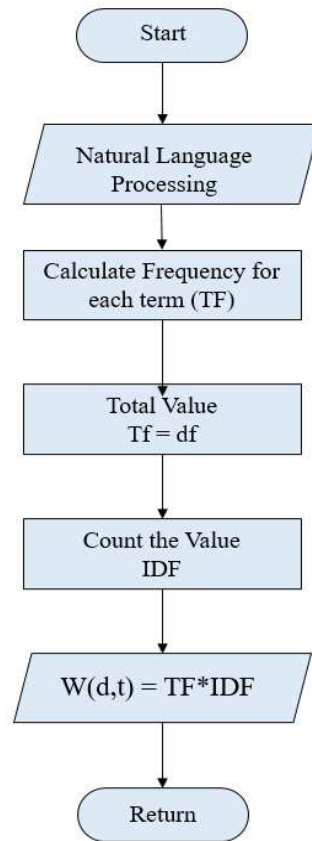 Start
Natural Language
Processing
Calculate Frequency for
each term (TF)
Total Value
Tf = df
Count the Value
IDF
W(d,t) = TF*IDF
Return